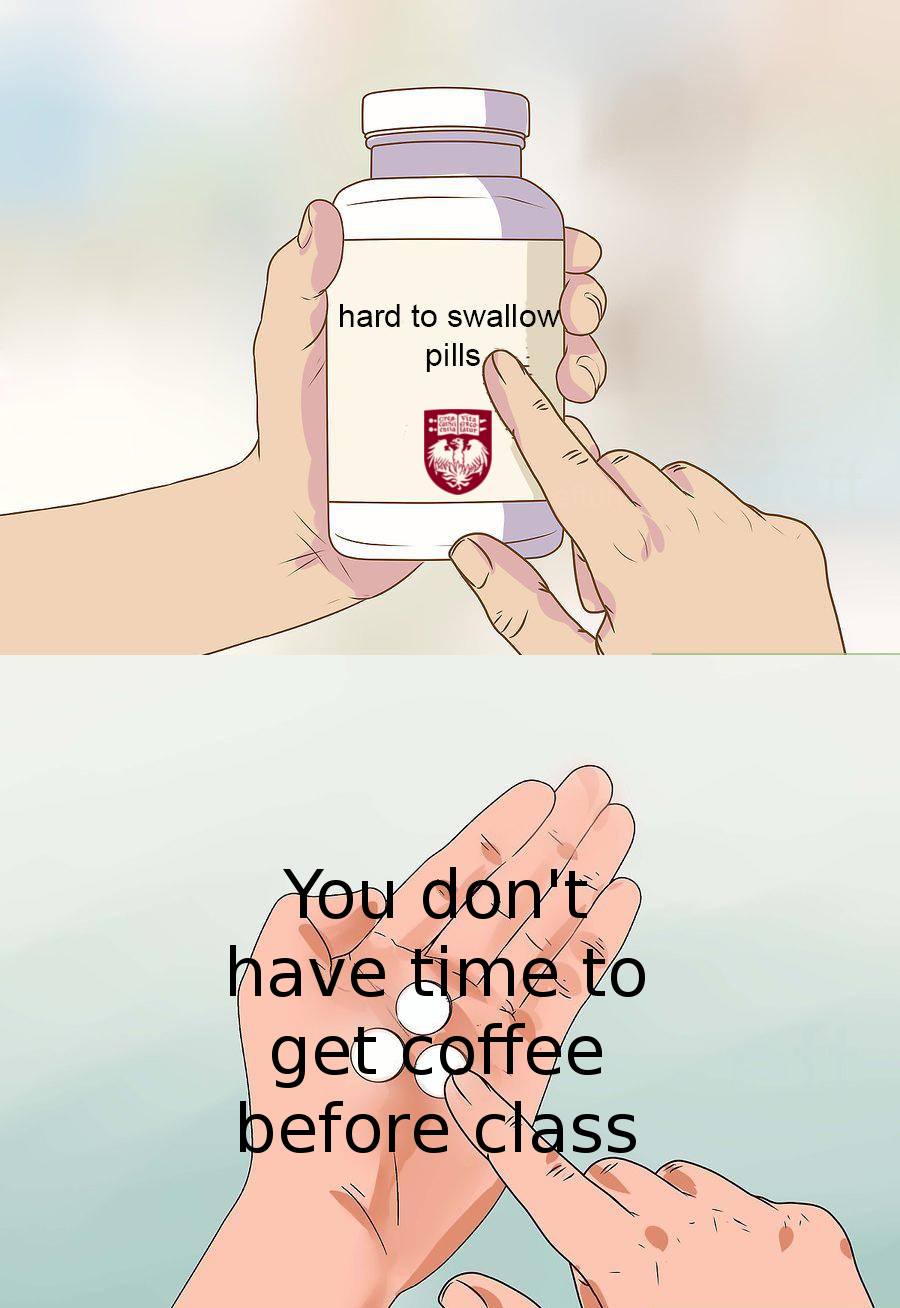 hard to swallow
pills
You don't
have time to
get coffee
before class